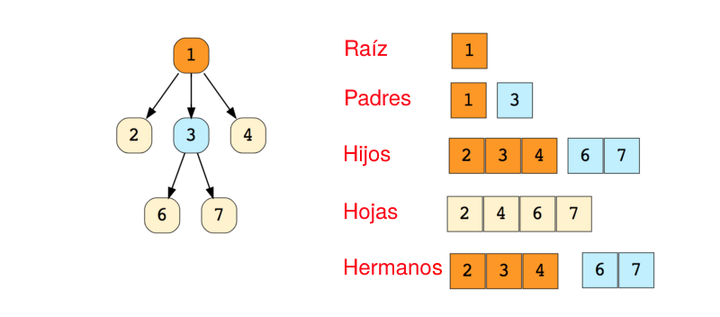 1
2 3 4
6 7
Raíz 1
Padres 1 3
Hijos 2 3 4 6 7
Hojas 2 4 6 7
Hermanos 2 3 4 6 7